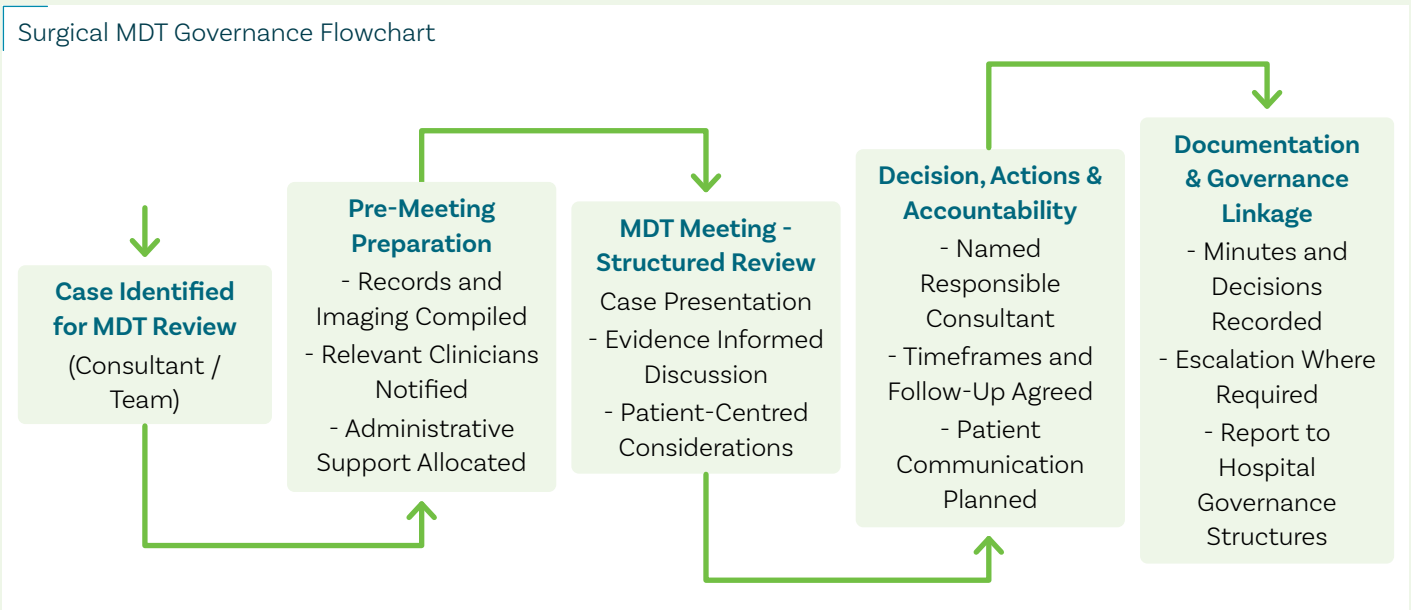 Surgical MDT Governance Flowchart
Case Identified
for MDT Review
(Consultant /
Team)
Pre-Meeting
Preparation
- Records and
Imaging Compiled
- Relevant Clinicians
Notified
- Administrative
Support Allocated
MDT Meeting -
Structured Review
Case Presentation
- Evidence Informed
Discussion
- Patient-Centred
Considerations
Decision, Actions &
Accountability
- Named
Responsible
Consultant
- Timeframes and
Follow-Up Agreed
- Patient
Communication
Planned
Documentation
& Governance
Linkage
- Minutes and
Decisions
Recorded
- Escalation Where
Required
- Report to
Hospital
Governance
Structures